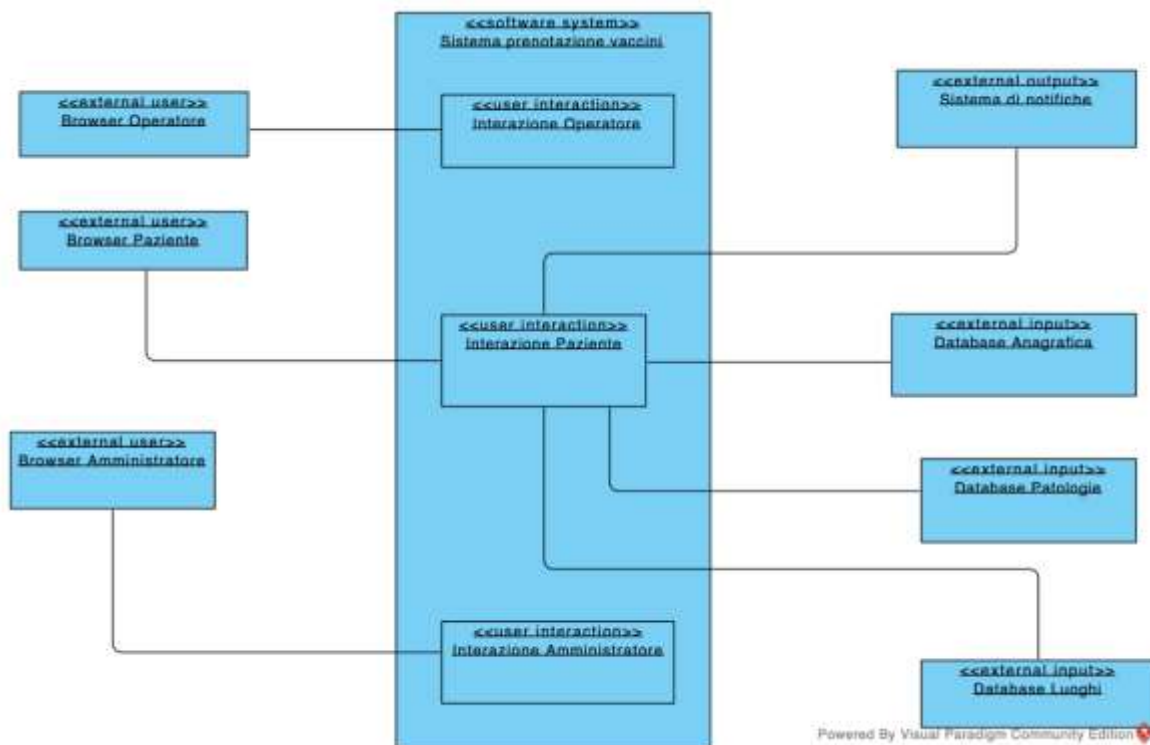 <<software system>>
Sistema prenotazione vaccini
<<external user>>
Browser Operatore
<<user interaction>>
Interazione Operatore
<<external output>>
Sistema di notifiche
<<external user>>
Browser Paziente
<<user interaction>>
Interazione Paziente
<<external input>>
Database Anagrafica
<<external user>>
Browser Amministratore
<<external input>>
Database Patologie
<<user interaction>>
Interazione Amministratore
<<external input>>
Database Luoghi
Powered By Visual Paradigm Community Edition